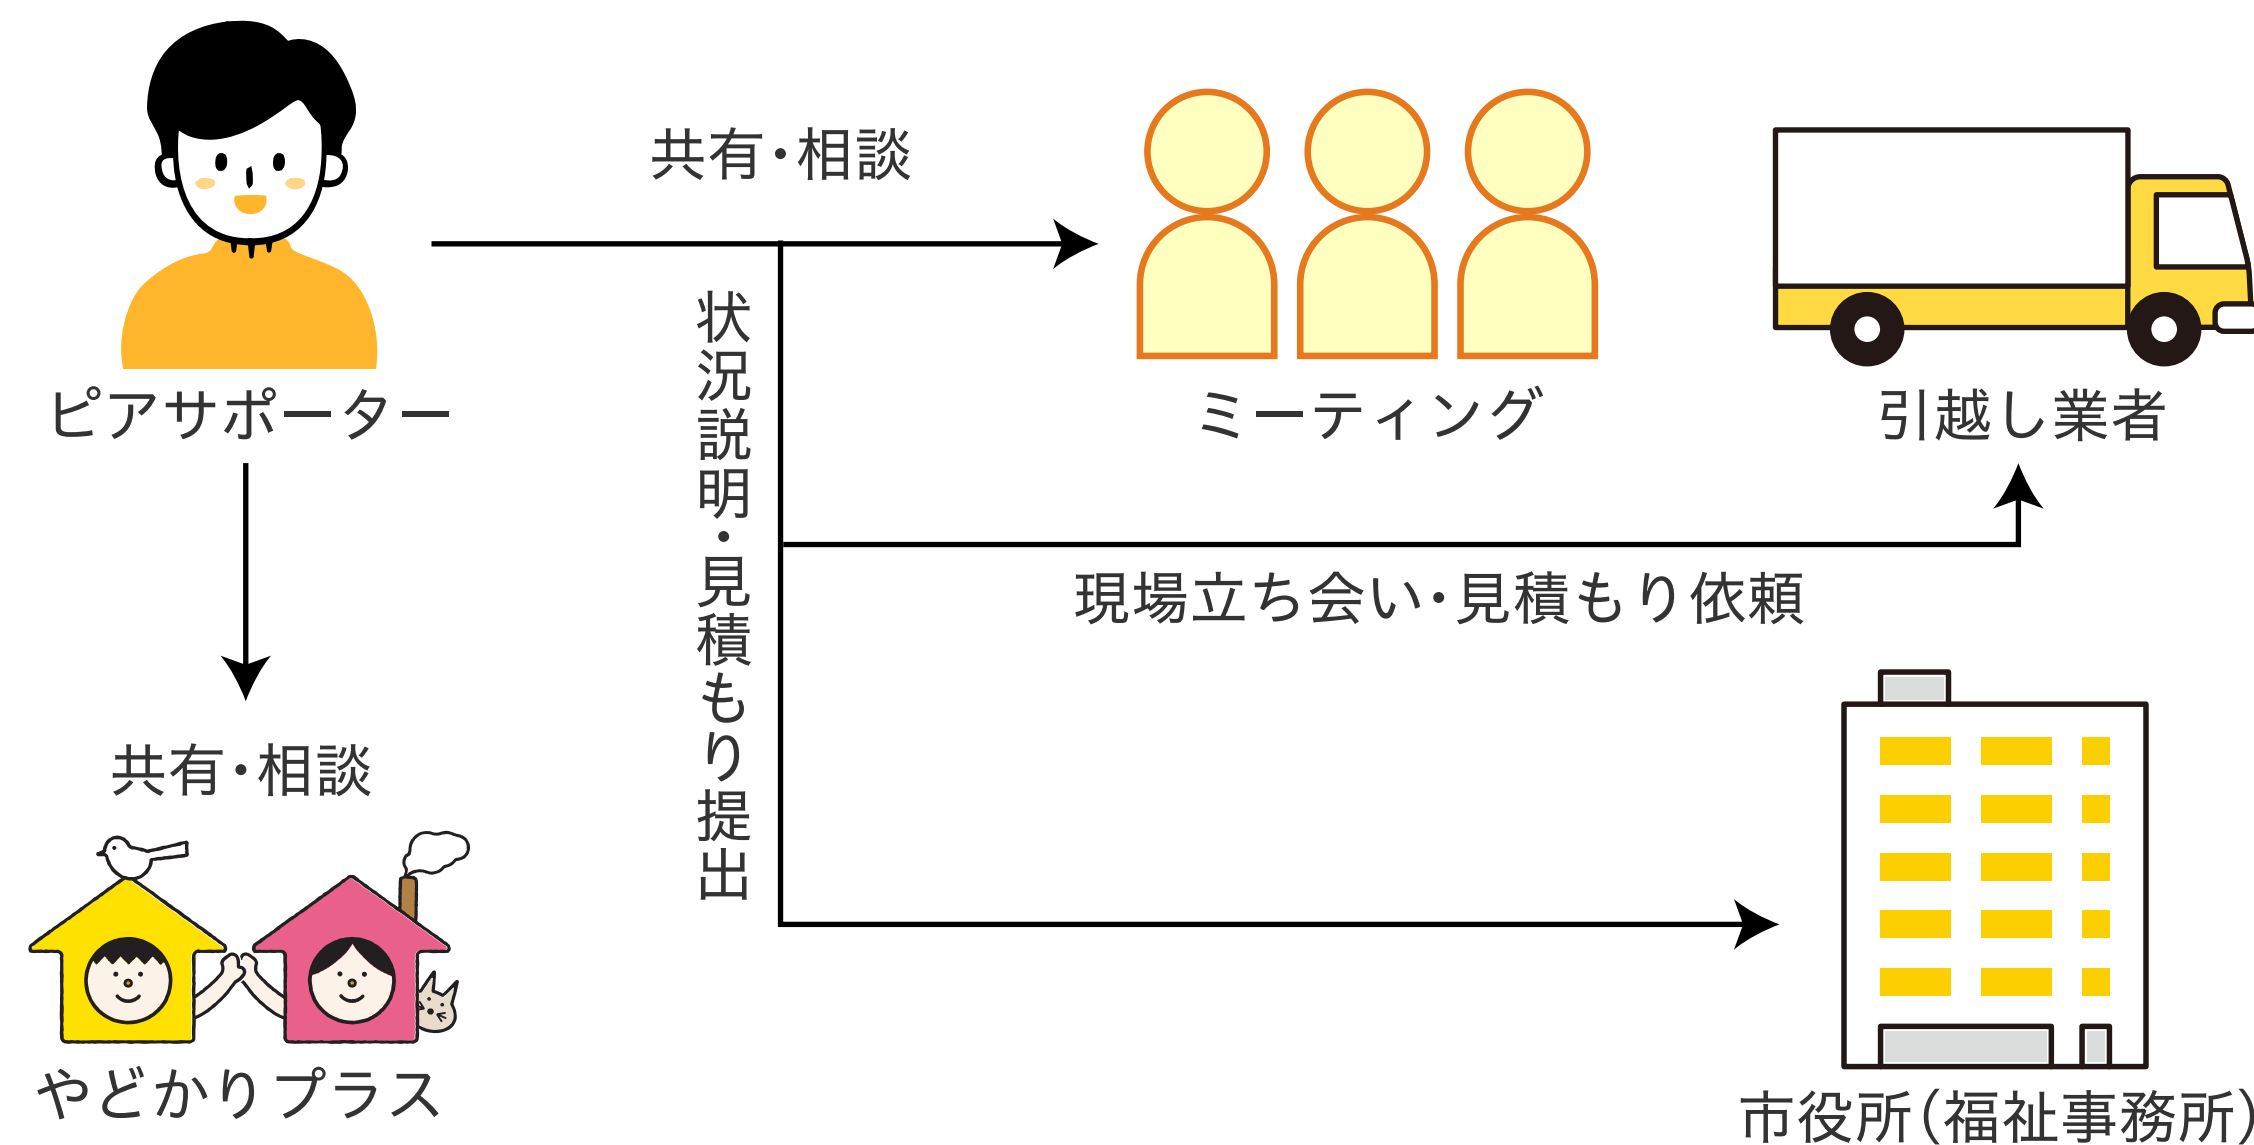 共有・相談
ピアサポーター
ミーティング
引越し業者
状況説明・見積もり提出
現場立ち会い・見積もり依頼
共有・相談
やどかりプラス
市役所(福祉事務所)